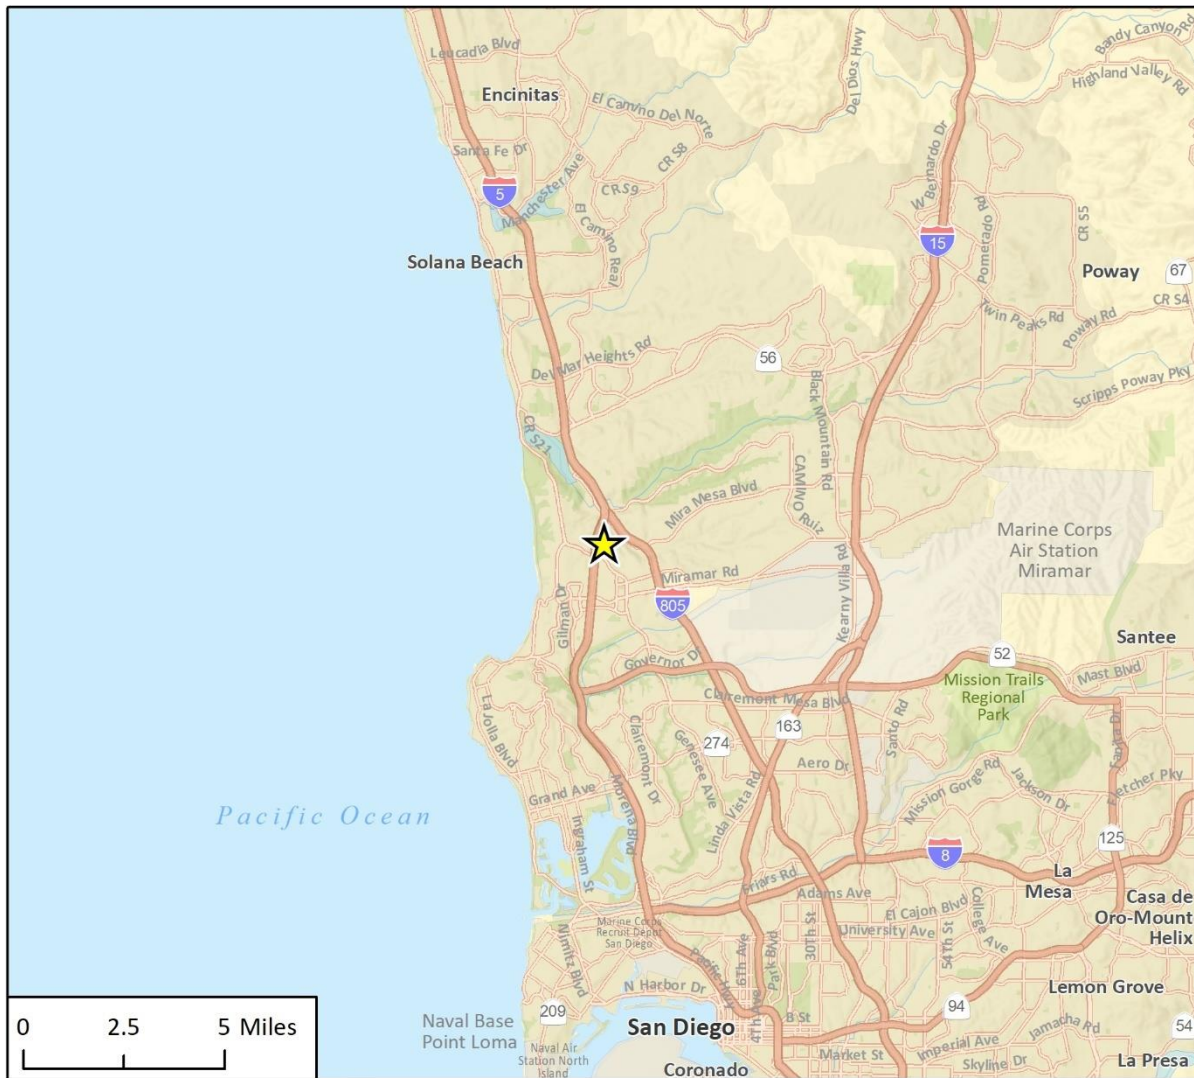 Leucadia Blvd
Bandy Canyon Rd
Encinitas
El Camino Del Norte
Del Dios Hwy
Highland Valley Rd
Santa Fe Dr
CR S8
W Bernardo Dr
5
Manchester Ave
CR S9
El Camino Real
Pomerado Rd
CR S5
15
Solana Beach
Poway
67
CR S4
Twin Peaks Rd
Poway Rd
Del Mar Heights Rd
56
Black Mountain Rd
Scripps Poway Pky
CR S21
CAMINO Ruiz
Mira Mesa Blvd
Marine Corps
Air Station
Miramar
Miramar Rd
Kearny Villa Rd
805
Gilman Dr
Santee
Governor Dr
52
Mast Blvd
Mission Trails
Regional
Park
Clairemont Mesa Blvd
La Jolla Blvd
Clairemont Dr
Genesee Ave
274
163
Santo Rd
Fanita Dr
Aero Dr
Mission Gorge Rd
Jackson Dr
Fletcher Pky
Grand Ave
Morena Blvd
Linda Vista Rd
Pacific Ocean
Ingraham St
125
8
Friars Rd
Adams Ave
La
Mesa
El Cajon Blvd
College Ave
Casa de
Oro-Mount
Helix
Marine Corps
Recruit Depot
San Diego
Nimitz Blvd
6Th Ave
Park Blvd
30Th St
University Ave
54Th St
Pacific Hwy
N Harbor Dr
Lemon Grove
94
209
Naval Base
Point Loma
San Diego
4Th Ave
B St
Jamacha Rd
54
Imperial Ave
Market St
Skyline Dr
Naval Air
Station North
Island
Coronado
La Presa
0 2.5 5 Miles